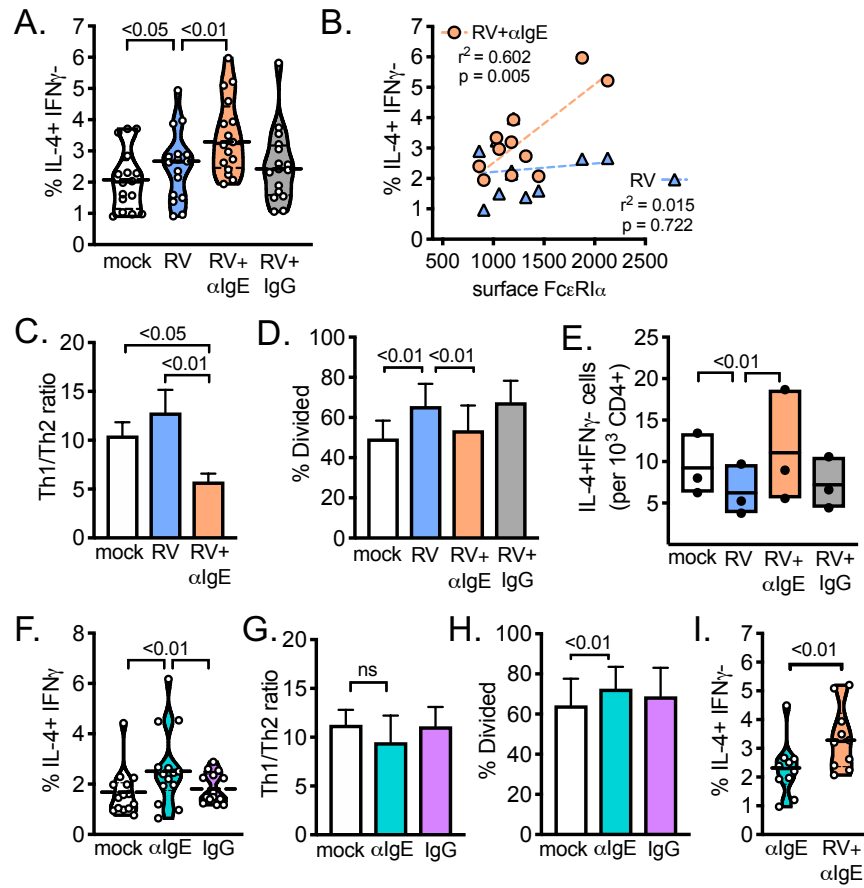 A.
<0.05 <0.01
% IL-4+ IFNγ-
7
6
5
4
3
2
1
0
mock RV RV+ RV+
αIgE IgG
B.
RV+αIgE
r² = 0.602
p = 0.005
% IL-4+ IFNγ-
7
6
5
4
3
2
1
0
RV
r² = 0.015
p = 0.722
500 1000 1500 2000 2500
surface FcεRIα
C.
<0.05
<0.01
Th1/Th2 ratio
20
15
10
5
0
mock RV RV+
αIgE
D.
<0.01 <0.01
% Divided
100
80
60
40
20
0
mock RV RV+ RV+
αIgE IgG
E.
<0.01
IL-4+IFNγ- cells
(per 10³ CD4+)
25
20
15
10
5
mock RV RV+ RV+
αIgE IgG
F.
<0.01
% IL-4+ IFNγ
8
6
4
2
0
mock αIgE IgG
G.
ns
Th1/Th2 ratio
20
15
10
5
0
mock αIgE IgG
H.
<0.01
% Divided
100
80
60
40
20
0
mock αIgE IgG
I.
<0.01
% IL-4+ IFNγ-
7
6
5
4
3
2
1
0
αIgE RV+
αIgE